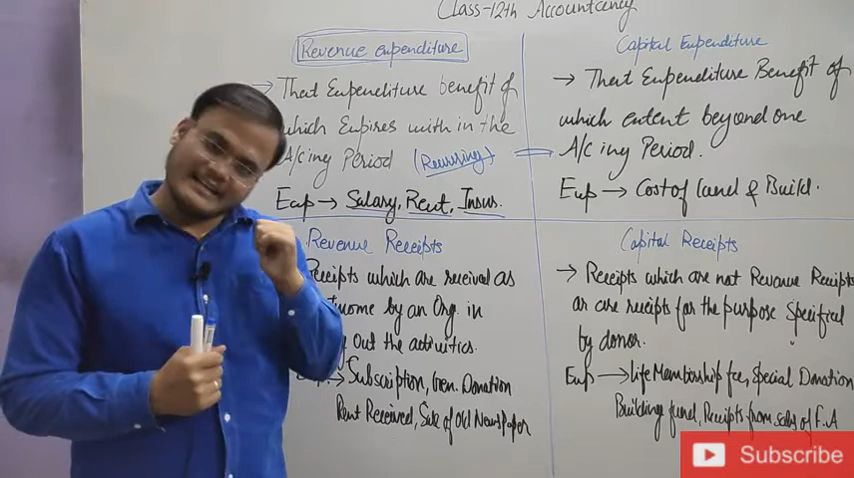 Class-12th Accountancy
Revenue expenditure
→ That Expenditure benefit of
which Expires with in the
A/c ing Period (Recurring)
Exp → Salary, Rent, Insur.
Capital Expenditure
→ That Expenditure Benefit of
which extent beyond one
A/c ing Period.
Exp → Cost of land & Build.
Revenue Receipts
Receipts which are received as
Income by an Org. in
out the activities.
→ Subscription, Gen. Donation
Rent Received, Sale of Old Newspaper
Capital Receipts
→ Receipts which are not Revenue Receipts
or are receipts for the purpose Specified
by donor.
Exp → Life Membership fee, Special Donation
Building fund, Receipts from sales of F.A
Subscribe